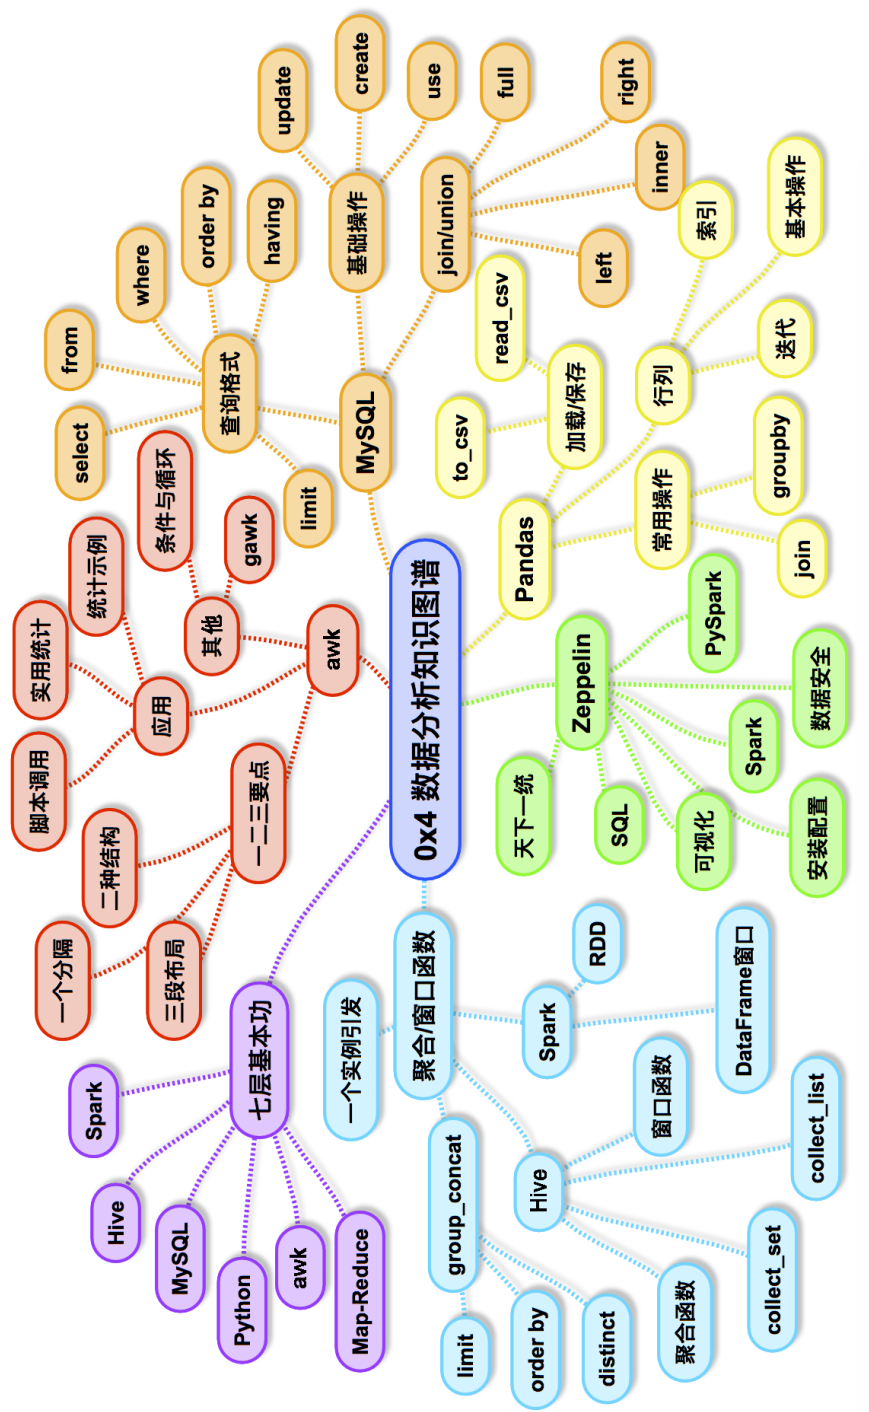 0x4 数据分析知识图谱
七层基本功
Spark
Hive
MySQL
Python
awk
Map-Reduce
awk
一二三要点
一个分隔
二种结构
三段布局
应用
脚本调用
实用统计
统计示例
其他
条件与循环
gawk
MySQL
查询格式
select
from
where
order by
having
limit
基础操作
update
create
use
join/union
full
right
inner
left
Pandas
加载/保存
to_csv
read_csv
行列
索引
基本操作
迭代
常用操作
groupby
join
Zeppelin
天下一统
SQL
可视化
安装配置
Spark
数据安全
PySpark
聚合/窗口函数
一个实例引发
group_concat
limit
order by
distinct
Hive
聚合函数
collect_set
collect_list
窗口函数
Spark
RDD
DataFrame窗口